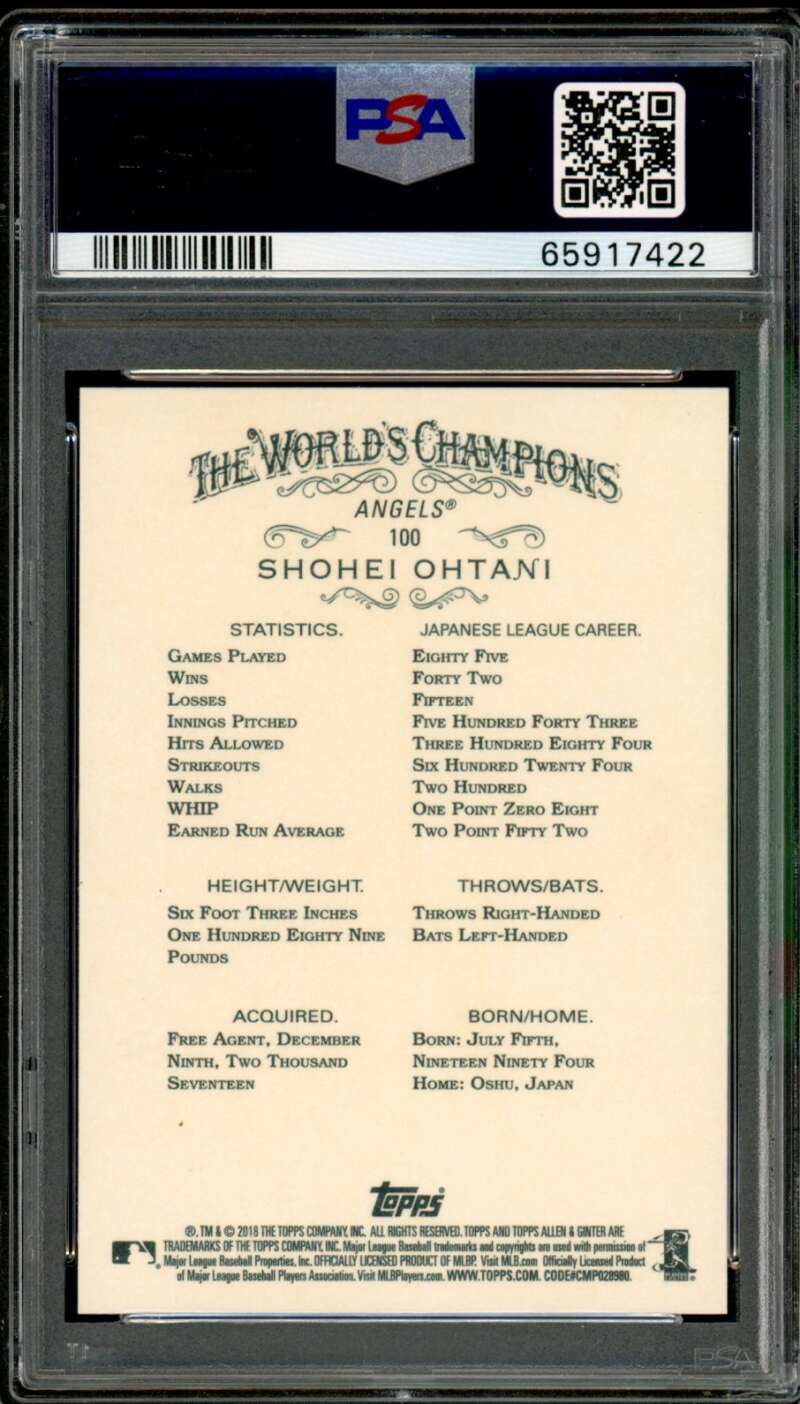 PSA
65917422
THE WORLD'S CHAMPIONS
ANGELS®
100
SHOHEI OHTANI
STATISTICS. JAPANESE LEAGUE CAREER.
GAMES PLAYED EIGHTY FIVE
WINS FORTY TWO
LOSSES FIFTEEN
INNINGS PITCHED FIVE HUNDRED FORTY THREE
HITS ALLOWED THREE HUNDRED EIGHTY FOUR
STRIKEOUTS SIX HUNDRED TWENTY FOUR
WALKS TWO HUNDRED
WHIP ONE POINT ZERO EIGHT
EARNED RUN AVERAGE TWO POINT FIFTY TWO
HEIGHT/WEIGHT. THROWS/BATS.
SIX FOOT THREE INCHES THROWS RIGHT-HANDED
ONE HUNDRED EIGHTY NINE BATS LEFT-HANDED
POUNDS
ACQUIRED. BORN/HOME.
FREE AGENT, DECEMBER BORN: JULY FIFTH,
NINTH, TWO THOUSAND NINETEEN NINETY FOUR
SEVENTEEN HOME: OSHU, JAPAN
Topps®
®, TM & © 2018 THE TOPPS COMPANY, INC. ALL RIGHTS RESERVED. TOPPS AND TOPPS ALLEN & GINTER ARE
TRADEMARKS OF THE TOPPS COMPANY, INC. Major League Baseball trademarks and copyrights are used with permission of
Major League Baseball Properties, Inc. OFFICIALLY LICENSED PRODUCT OF MLBP. Visit MLB.com Officially Licensed Product
of Major League Baseball Players Association. Visit MLBPlayers.com. WWW.TOPPS.COM. CODE#CMP028980.
PSA